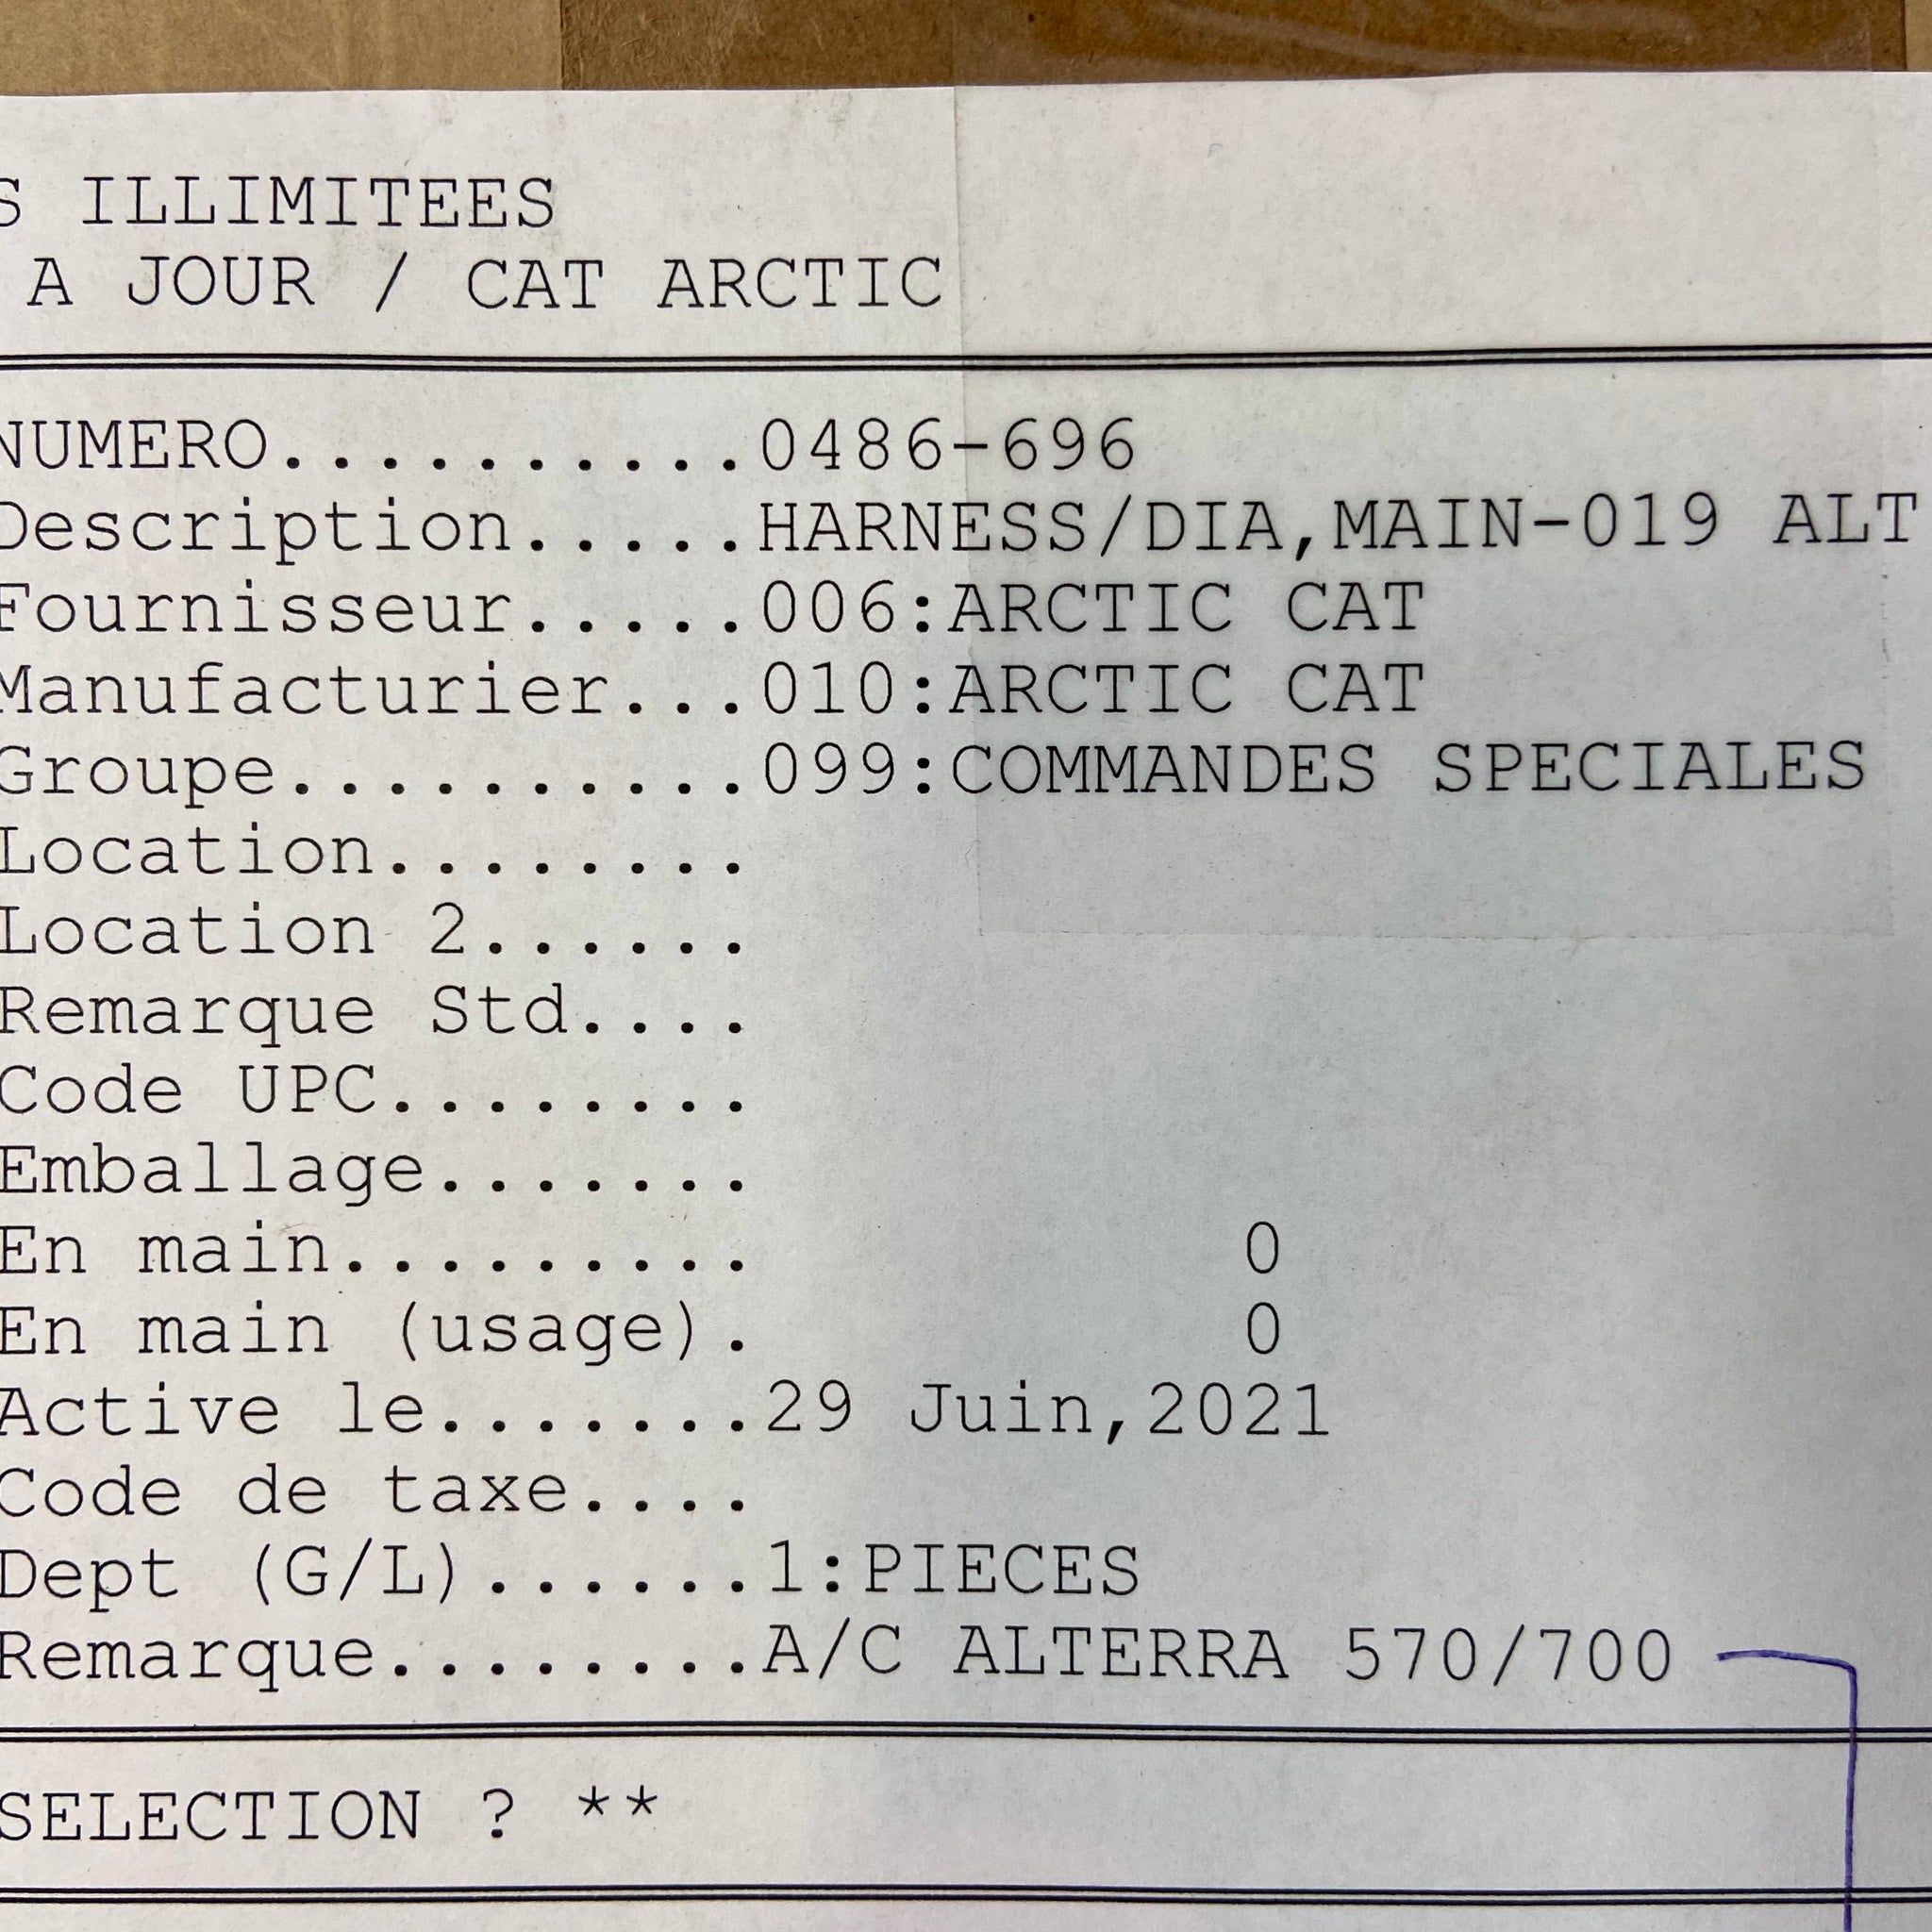 S ILLIMITEES
A JOUR / CAT ARCTIC
NUMERO..........0486-696
Description.....HARNESS/DIA,MAIN-019 ALT
Fournisseur.....006:ARCTIC CAT
Manufacturier...010:ARCTIC CAT
Groupe..........099:COMMANDES SPECIALES
Location........
Location 2......
Remarque Std....
Code UPC........
Emballage.......
En main......... 0
En main (usage). 0
Active le.......29 Juin,2021
Code de taxe....
Dept (G/L)......1:PIECES
Remarque........A/C ALTERRA 570/700
SELECTION ? **